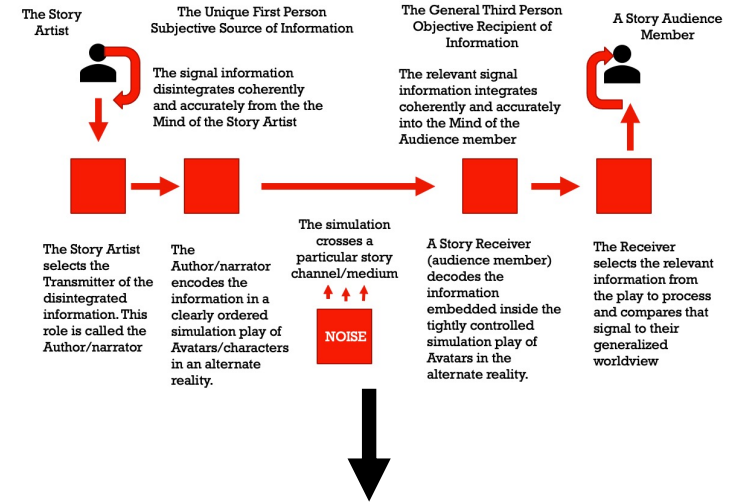 The Story
Artist
The Unique First Person
Subjective Source of Information
The General Third Person
Objective Recipient of
Information
A Story Audience
Member
The signal information
disintegrates coherently
and accurately from the the
Mind of the Story Artist
The relevant signal
information integrates
coherently and accurately
into the Mind of the
Audience member
The Story Artist
selects the
Transmitter of the
disintegrated
information. This
role is called the
Author/narrator
The
Author/narrator
encodes the
information in a
clearly ordered
simulation play of
Avatars/characters
in an alternate
reality.
The simulation
crosses a
particular story
channel/medium
NOISE
A Story Receiver
(audience member)
decodes the
information
embedded inside the
tightly controlled
simulation play of
Avatars in the
alternate reality.
The Receiver
selects the relevant
information from
the play to process
and compares that
signal to their
generalized
worldview